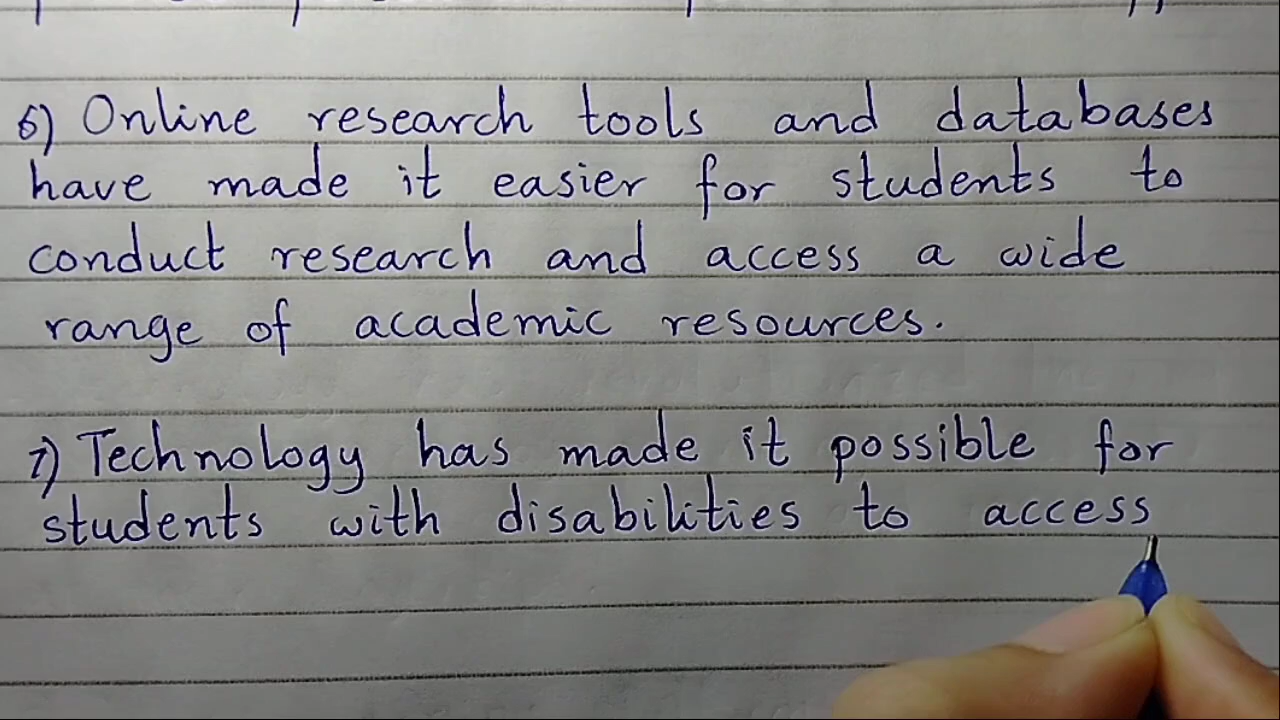 6) Online research tools and databases
have made it easier for students to
conduct research and access a wide
range of academic resources.
7) Technology has made it possible for
students with disabilities to access